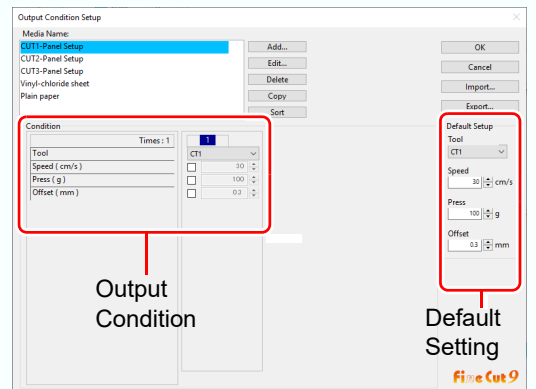 Output Condition Setup
Media Name:
CUT1-Panel Setup
CUT2-Panel Setup
CUT3-Panel Setup
Vinyl-chloride sheet
Plain paper
Add...
Edit...
Delete
Copy
Sort
OK
Cancel
Import...
Export...
Condition
Times : 1
1
Tool
CT1
Speed ( cm/s )
30
Press ( g )
100
Offset ( mm )
0.3
Default Setup
Tool
CT1
Speed
30 cm/s
Press
100 g
Offset
0.3 mm
Output
Condition
Default
Setting
Fine Cut 9